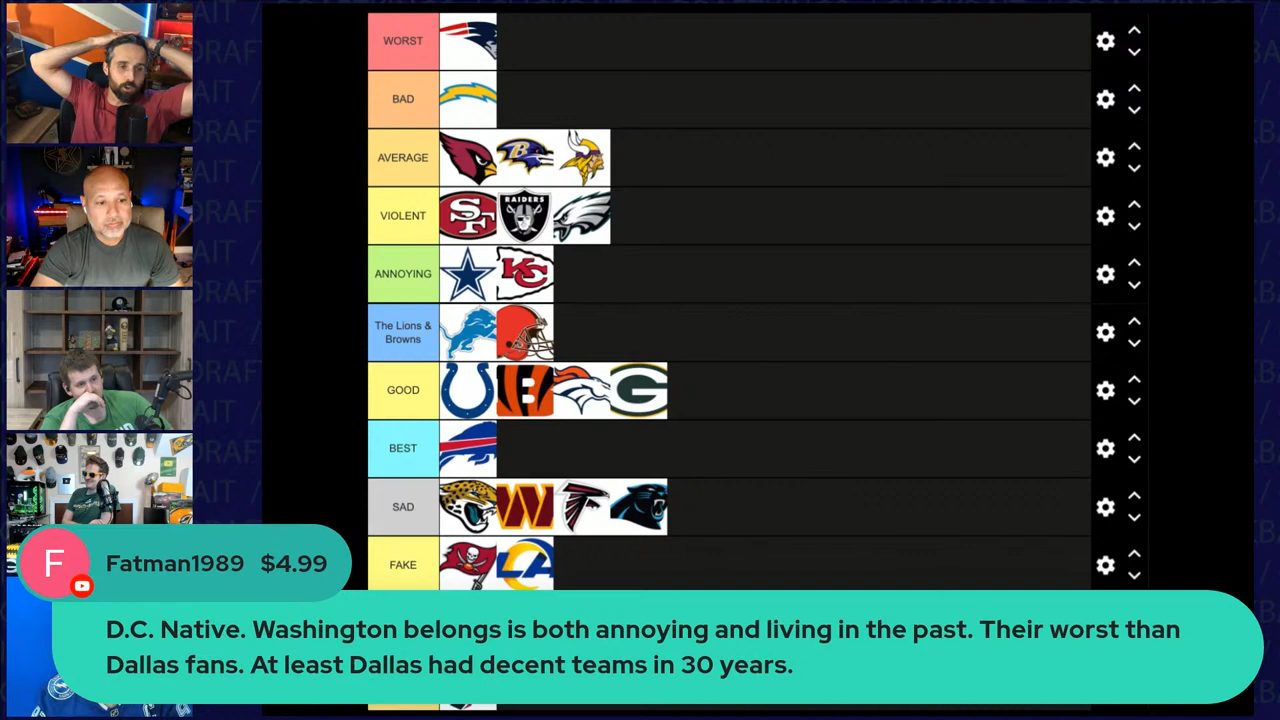 WORST
BAD
AVERAGE
VIOLENT
RAIDERS
ANNOYING
The Lions &
Browns
GOOD
BEST
SAD
FAKE
F
Fatman1989 $4.99
D.C. Native. Washington belongs is both annoying and living in the past. Their worst than
Dallas fans. At least Dallas had decent teams in 30 years.